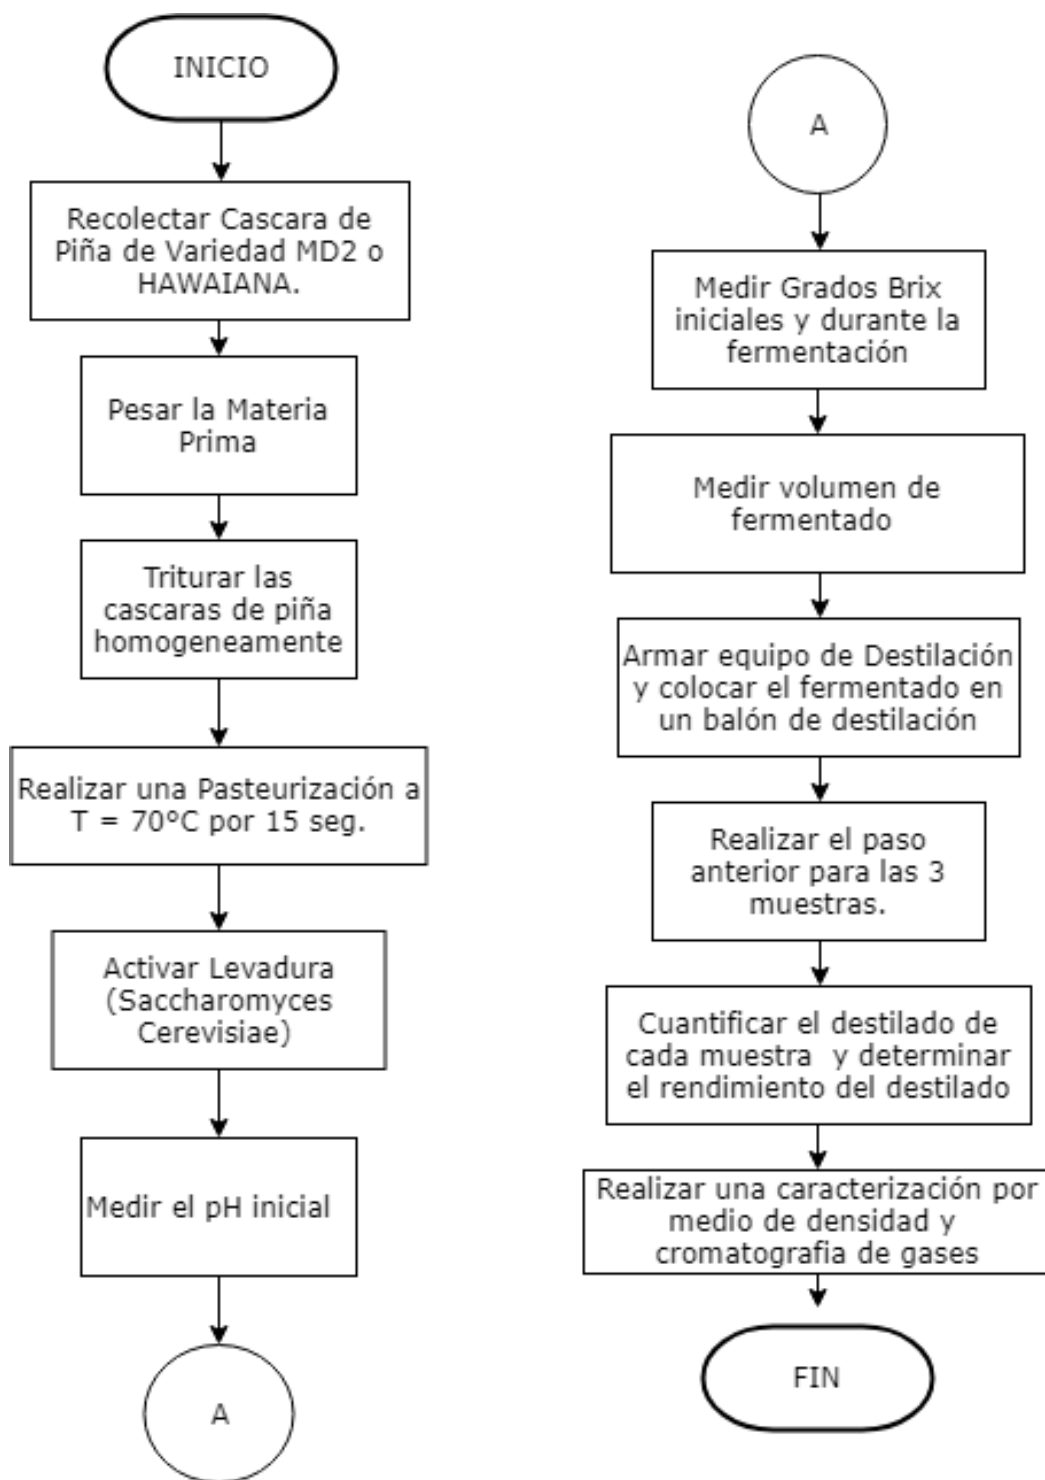 INICIO
Recolectar Cascara de
Piña de Variedad MD2 o
HAWAIANA.
Pesar la Materia
Prima
Triturar las
cascaras de piña
homogeneamente
Realizar una Pasteurización a
T = 70°C por 15 seg.
Activar Levadura
(Saccharomyces
Cerevisiae)
Medir el pH inicial
A
A
Medir Grados Brix
iniciales y durante la
fermentación
Medir volumen de
fermentado
Armar equipo de Destilación
y colocar el fermentado en
un balón de destilación
Realizar el paso
anterior para las 3
muestras.
Cuantificar el destilado de
cada muestra y determinar
el rendimiento del destilado
Realizar una caracterización por
medio de densidad y
cromatografia de gases
FIN